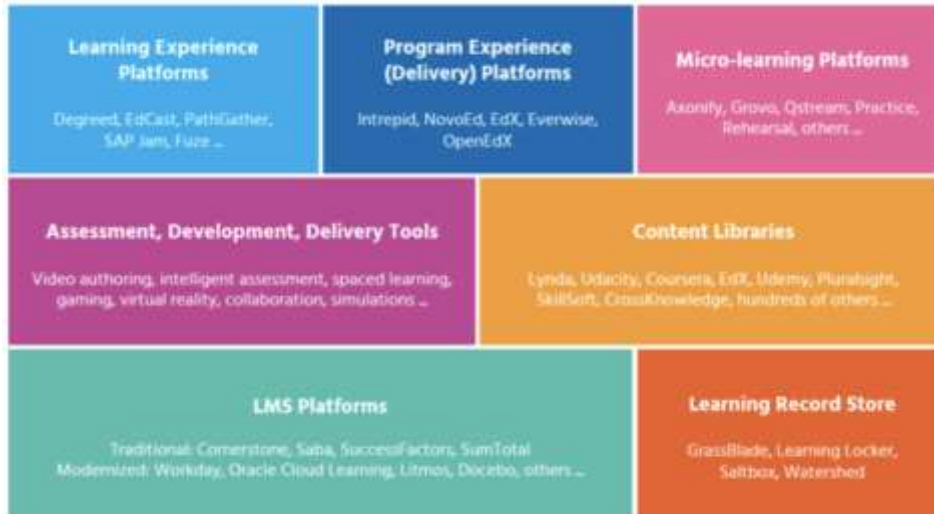 Learning Experience
Platforms
Degreed, EdCast, PathGather,
SAP Jam, Fuze ...
Program Experience
(Delivery) Platforms
Intrepid, NovoEd, EdX, Everwise,
OpenEdX
Micro-learning Platforms
Axonify, Grovo, Qstream, Practice,
Rehearsal, others ...
Assessment, Development, Delivery Tools
Video authoring, intelligent assessment, spaced learning,
gaming, virtual reality, collaboration, simulations ...
Content Libraries
Lynda, Udacity, Coursera, EdX, Udemy, Pluralsight,
SkillSoft, CrossKnowledge, hundreds of others ...
LMS Platforms
Traditional: Cornerstone, Saba, SuccessFactors, SumTotal
Modernized: Workday, Oracle Cloud Learning, Litmos, Docebo, others ...
Learning Record Store
GrassBlade, Learning Locker,
Saltbox, Watershed